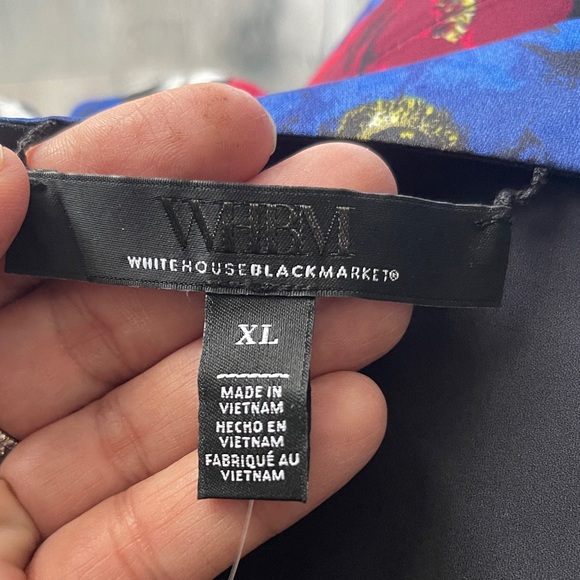 WHBM
WHITEHOUSEBLACKMARKET®
XL
MADE IN
VIETNAM
HECHO EN
VIETNAM
FABRIQUÉ AU
VIETNAM